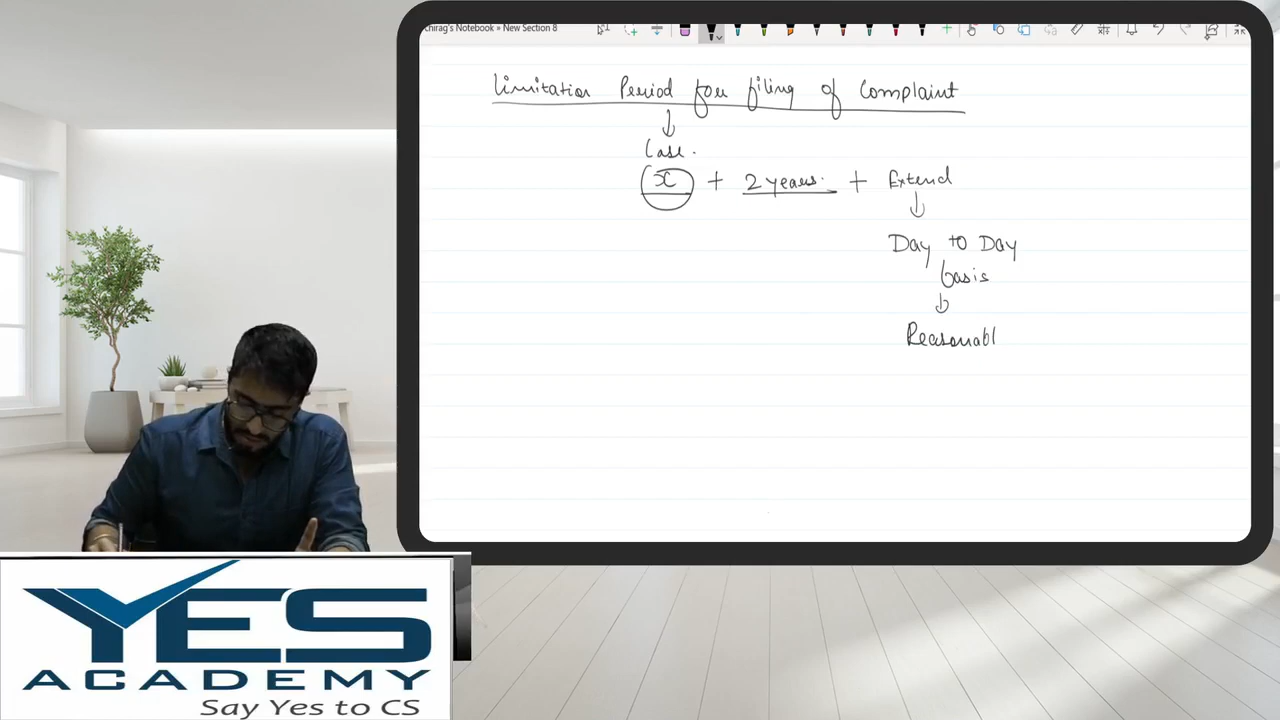 chirag's Notebook » New Section 8
Limitation Period for filing of Complaint
Case.
x + 2 years. + Extend
Day to Day
basis
Reasonabl
YES
ACADEMY
Say Yes to CS